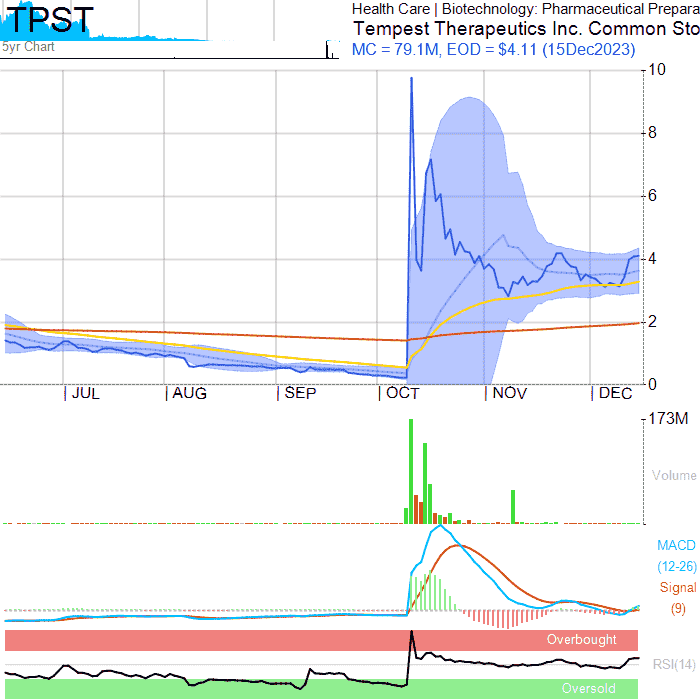 TPST
5yr Chart
Health Care | Biotechnology: Pharmaceutical Prepara
Tempest Therapeutics Inc. Common Sto
MC = 79.1M, EOD = $4.11 (15Dec2023)
10
8
6
4
2
0
JUL AUG SEP OCT NOV DEC
173M
Volume
MACD
(12-26)
Signal
(9)
Overbought
RSI(14)
Oversold